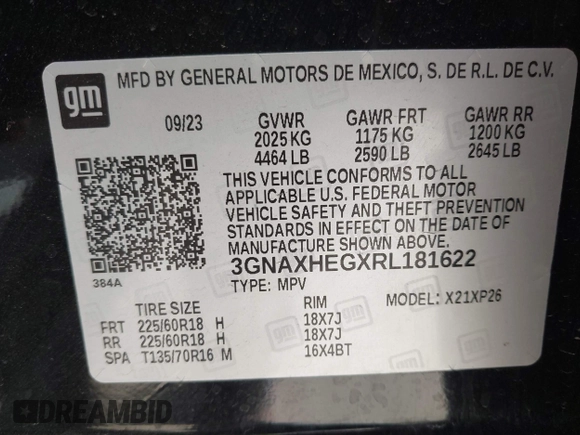 gm MFD BY GENERAL MOTORS DE MEXICO, S. DE R.L. DE C.V.
09/23 GVWR GAWR FRT GAWR RR
2025 KG 1175 KG 1200 KG
4464 LB 2590 LB 2645 LB
THIS VEHICLE CONFORMS TO ALL
APPLICABLE U.S. FEDERAL MOTOR
VEHICLE SAFETY AND THEFT PREVENTION
STANDARDS IN EFFECT ON THE DATE OF
MANUFACTURE SHOWN ABOVE.
384A
3GNAXHEGXRL181622
TYPE: MPV MODEL: X21XP26
TIRE SIZE RIM
FRT 225/60R18 H 18X7J
RR 225/60R18 H 18X7J
SPA T135/70R16 M 16X4BT
DREAMBID